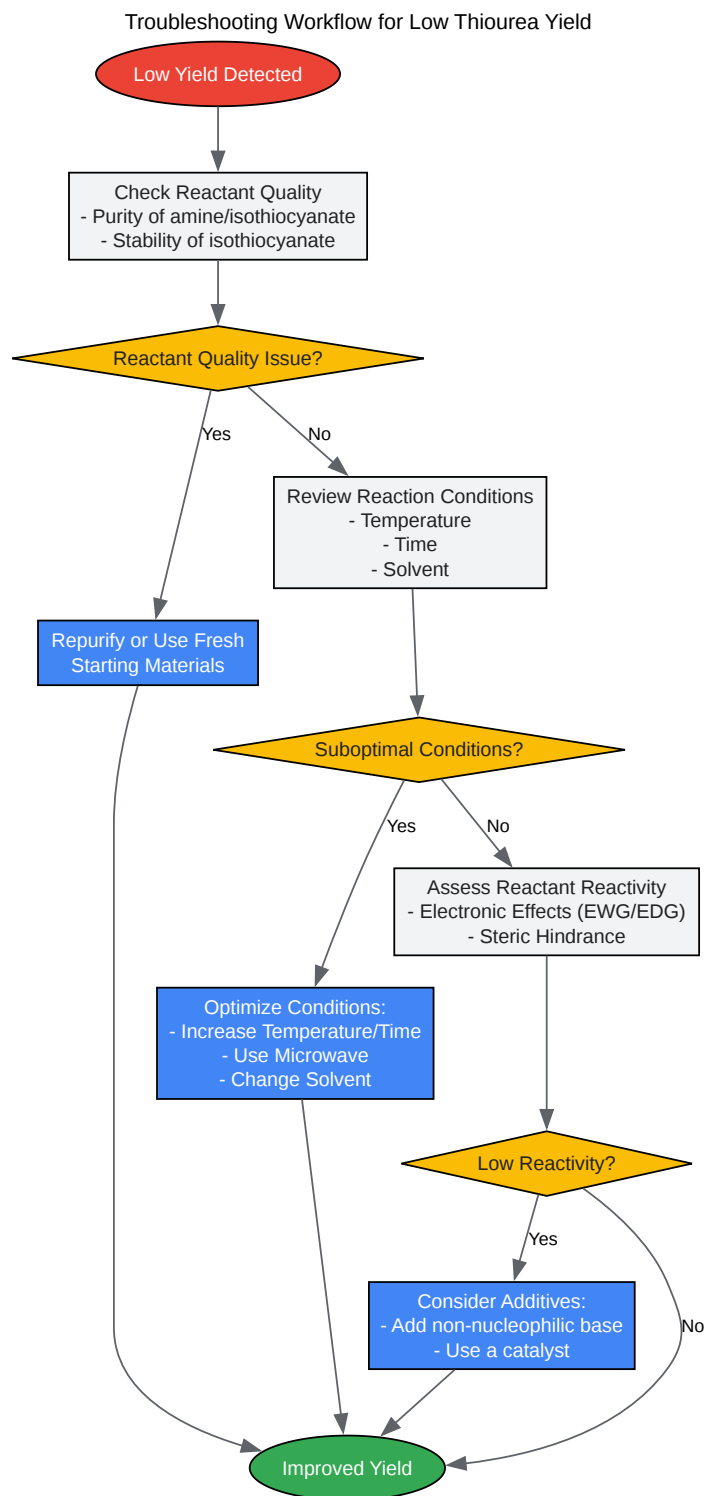 Troubleshooting Workflow for Low Thiourea Yield
Low Yield Detected
Check Reactant Quality
- Purity of amine/isothiocyanate
- Stability of isothiocyanate
Reactant Quality Issue?
Yes
No
Review Reaction Conditions
- Temperature
- Time
- Solvent
Repurify or Use Fresh
Starting Materials
Suboptimal Conditions?
Yes
No
Assess Reactant Reactivity
- Electronic Effects (EWG/EDG)
- Steric Hindrance
Optimize Conditions:
- Increase Temperature/Time
- Use Microwave
- Change Solvent
Low Reactivity?
Yes
Consider Additives:
- Add non-nucleophilic base
- Use a catalyst
No
Improved Yield